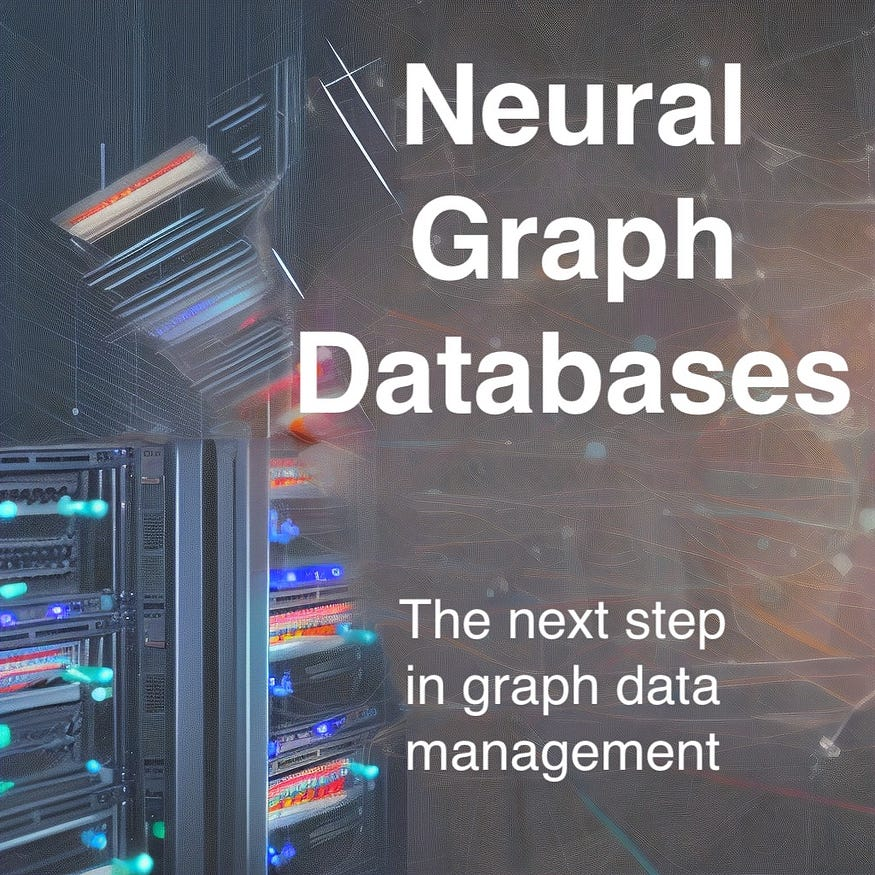 Neural
Graph
Databases
The next step
in graph data
management